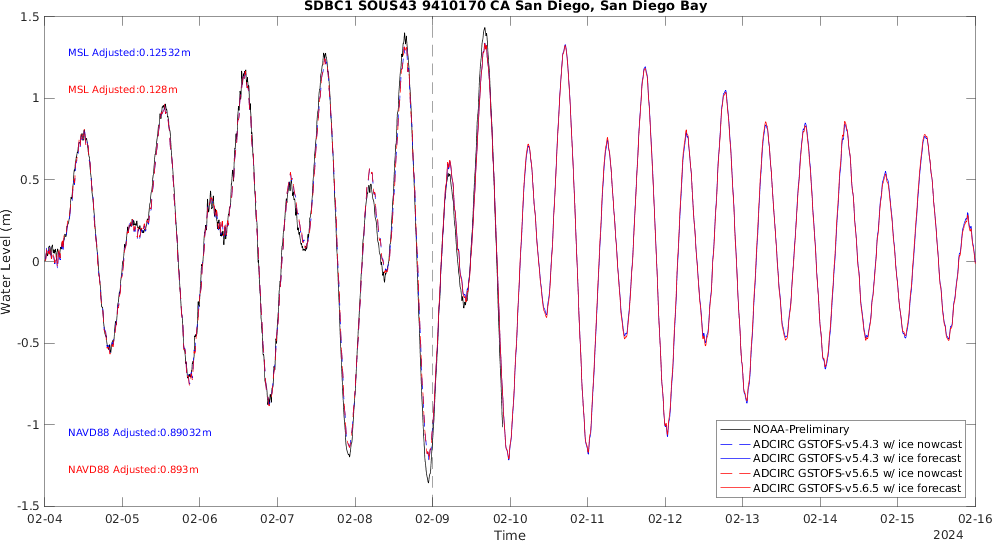 SDBC1 SOUS43 9410170 CA San Diego, San Diego Bay
1.5
MSL Adjusted:0.12532m
MSL Adjusted:0.128m
1
0.5
Water Level (m)
0
-0.5
-1
NAVD88 Adjusted:0.89032m
NAVD88 Adjusted:0.893m
-1.5
NOAA-Preliminary
ADCIRC GSTOFS-v5.4.3 w/ ice nowcast
ADCIRC GSTOFS-v5.4.3 w/ ice forecast
ADCIRC GSTOFS-v5.6.5 w/ ice nowcast
ADCIRC GSTOFS-v5.6.5 w/ ice forecast
02-04 02-05 02-06 02-07 02-08 02-09 02-10 02-11 02-12 02-13 02-14 02-15 02-16
Time
2024